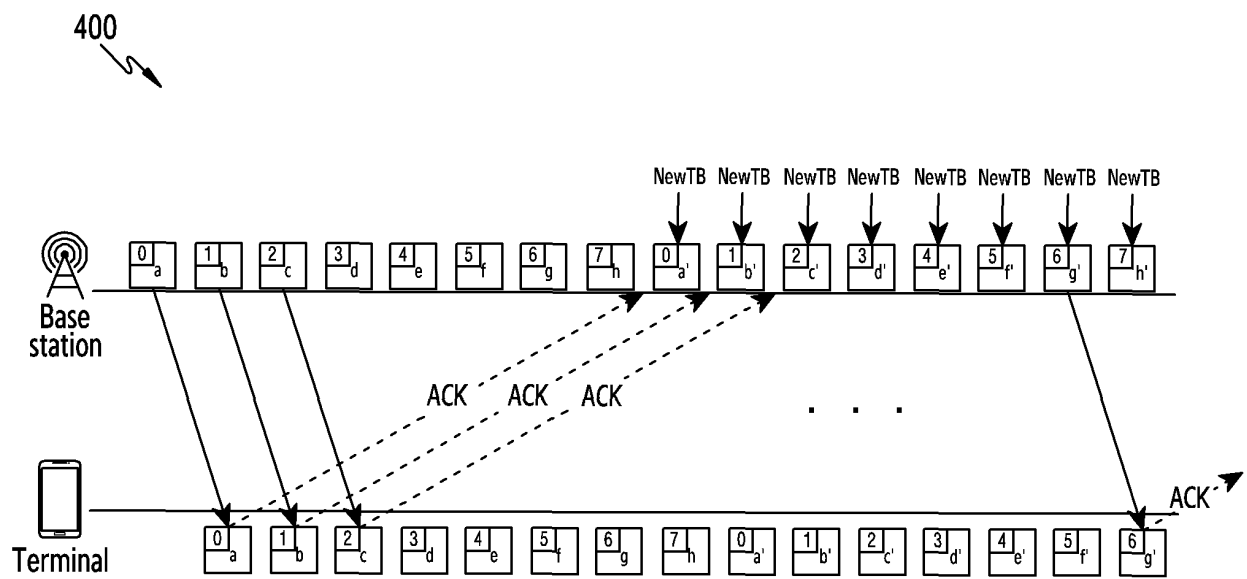 400
NewTB NewTB NewTB NewTB NewTB NewTB NewTB NewTB
0 a 1 b 2 c 3 d 4 e 5 f 6 g 7 h 0 a' 1 b' 2 c' 3 d' 4 e' 5 f' 6 g' 7 h'
Base
station
ACK ACK ACK
. . .
ACK
0 a 1 b 2 c 3 d 4 e 5 f 6 g 7 h 0 a' 1 b' 2 c' 3 d' 4 e' 5 f' 6 g'
Terminal